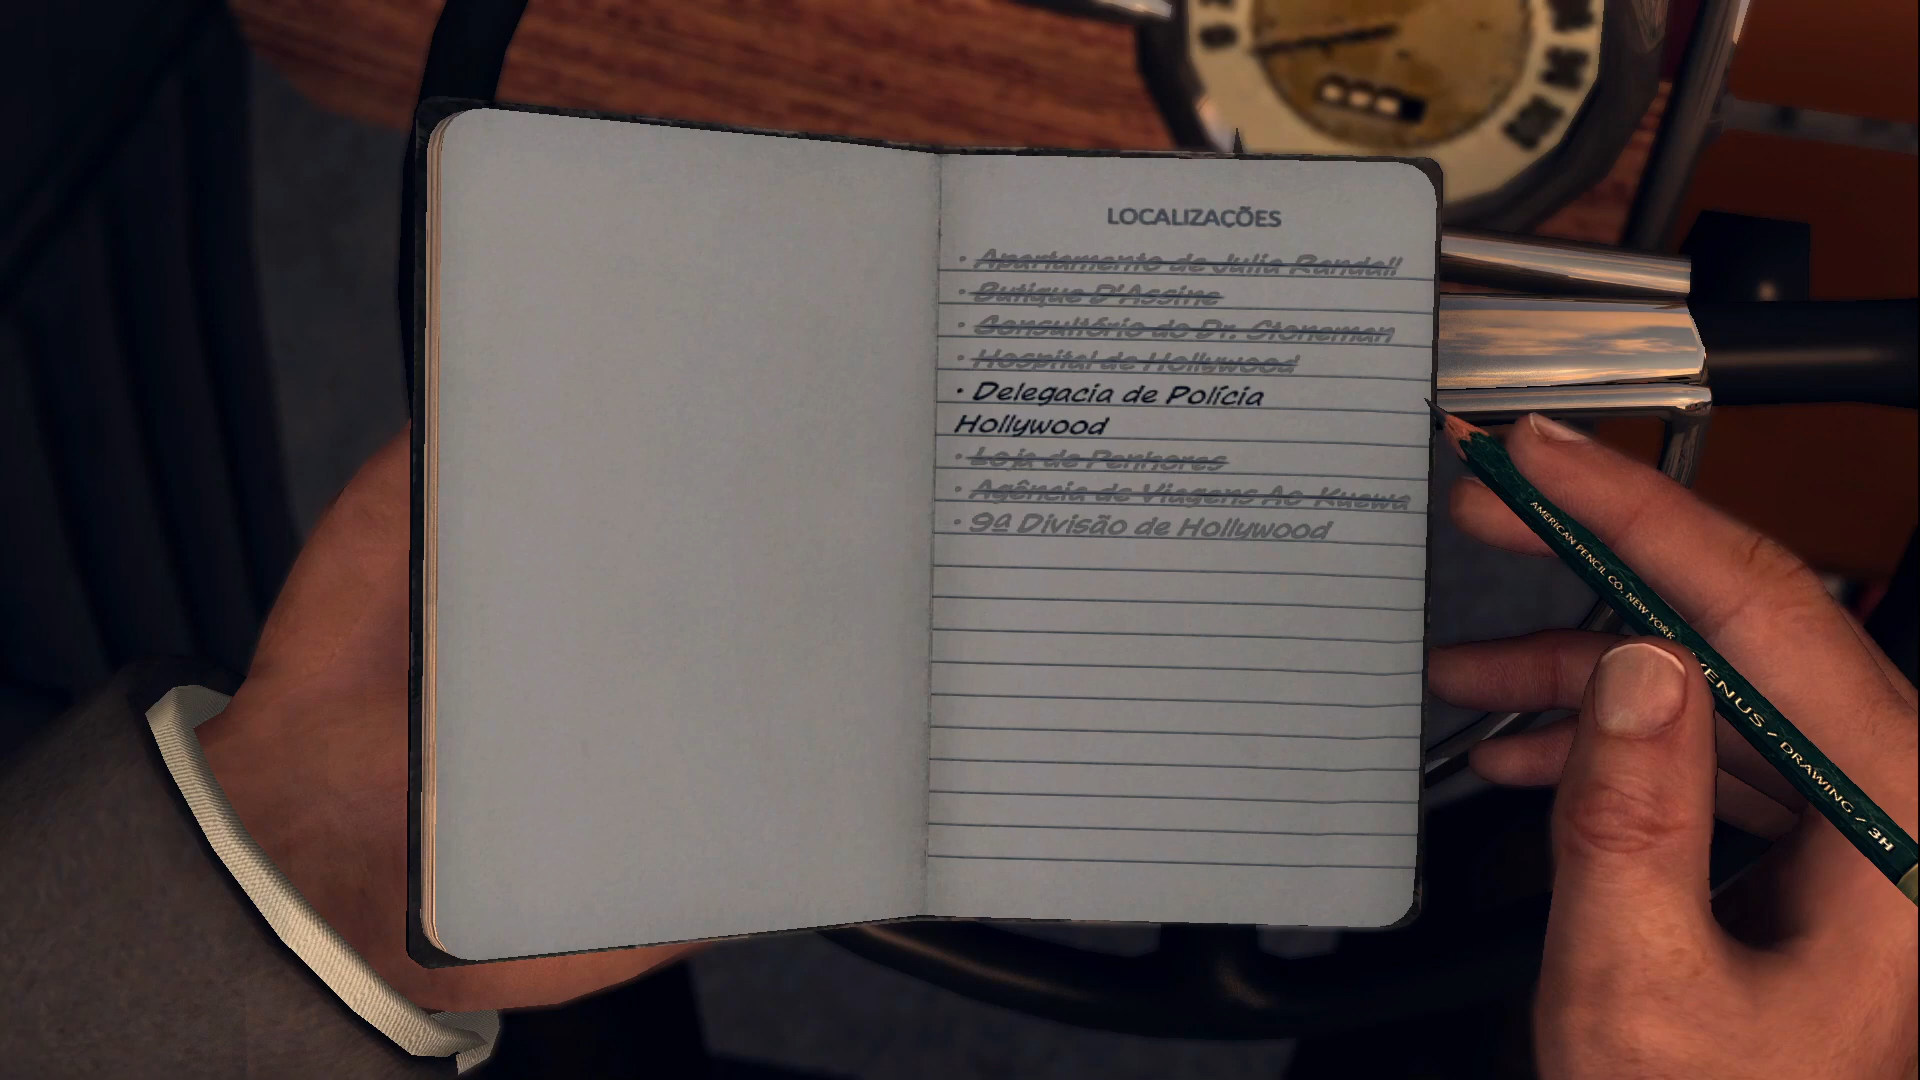 LOCALIZAÇÕES
• Apartamento de Julia Randall
• Butique D'Assine
• Consultório do Dr. Stoneman
• Hospital de Hollywood
• Delegacia de Polícia
Hollywood
• Loja de Penhores
• Agência de Viagens Ao Kuewa
• 9ª Divisão de Hollywood
AMERICAN PENCIL CO. NEW YORK
VENUS / DRAWING / 3H